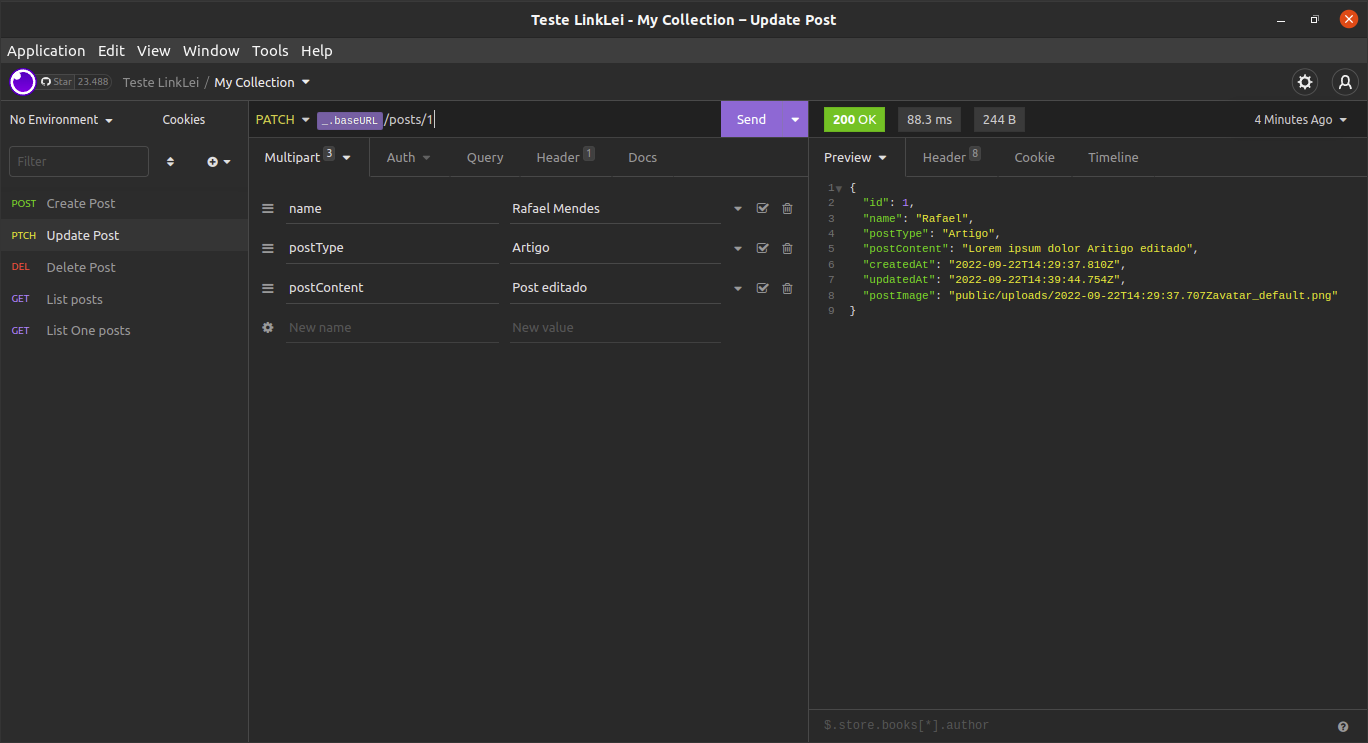 Teste LinkLei - My Collection – Update Post
Application Edit View Window Tools Help
Star 23.488 Teste LinkLei / My Collection
No Environment Cookies
Filter
POST Create Post
PTCH Update Post
DEL Delete Post
GET List posts
GET List One posts
PATCH _.baseURL /posts/1 Send
Multipart 3 Auth Query Header 1 Docs
name Rafael Mendes
postType Artigo
postContent Post editado
New name New value
200 OK 88.3 ms 244 B 4 Minutes Ago
Preview Header 8 Cookie Timeline
1 {
2 "id": 1,
3 "name": "Rafael",
4 "postType": "Artigo",
5 "postContent": "Lorem ipsum dolor Aritigo editado",
6 "createdAt": "2022-09-22T14:29:37.810Z",
7 "updatedAt": "2022-09-22T14:39:44.754Z",
8 "postImage": "public/uploads/2022-09-22T14:29:37.707Zavatar_default.png"
9 }
$.store.books[*].author